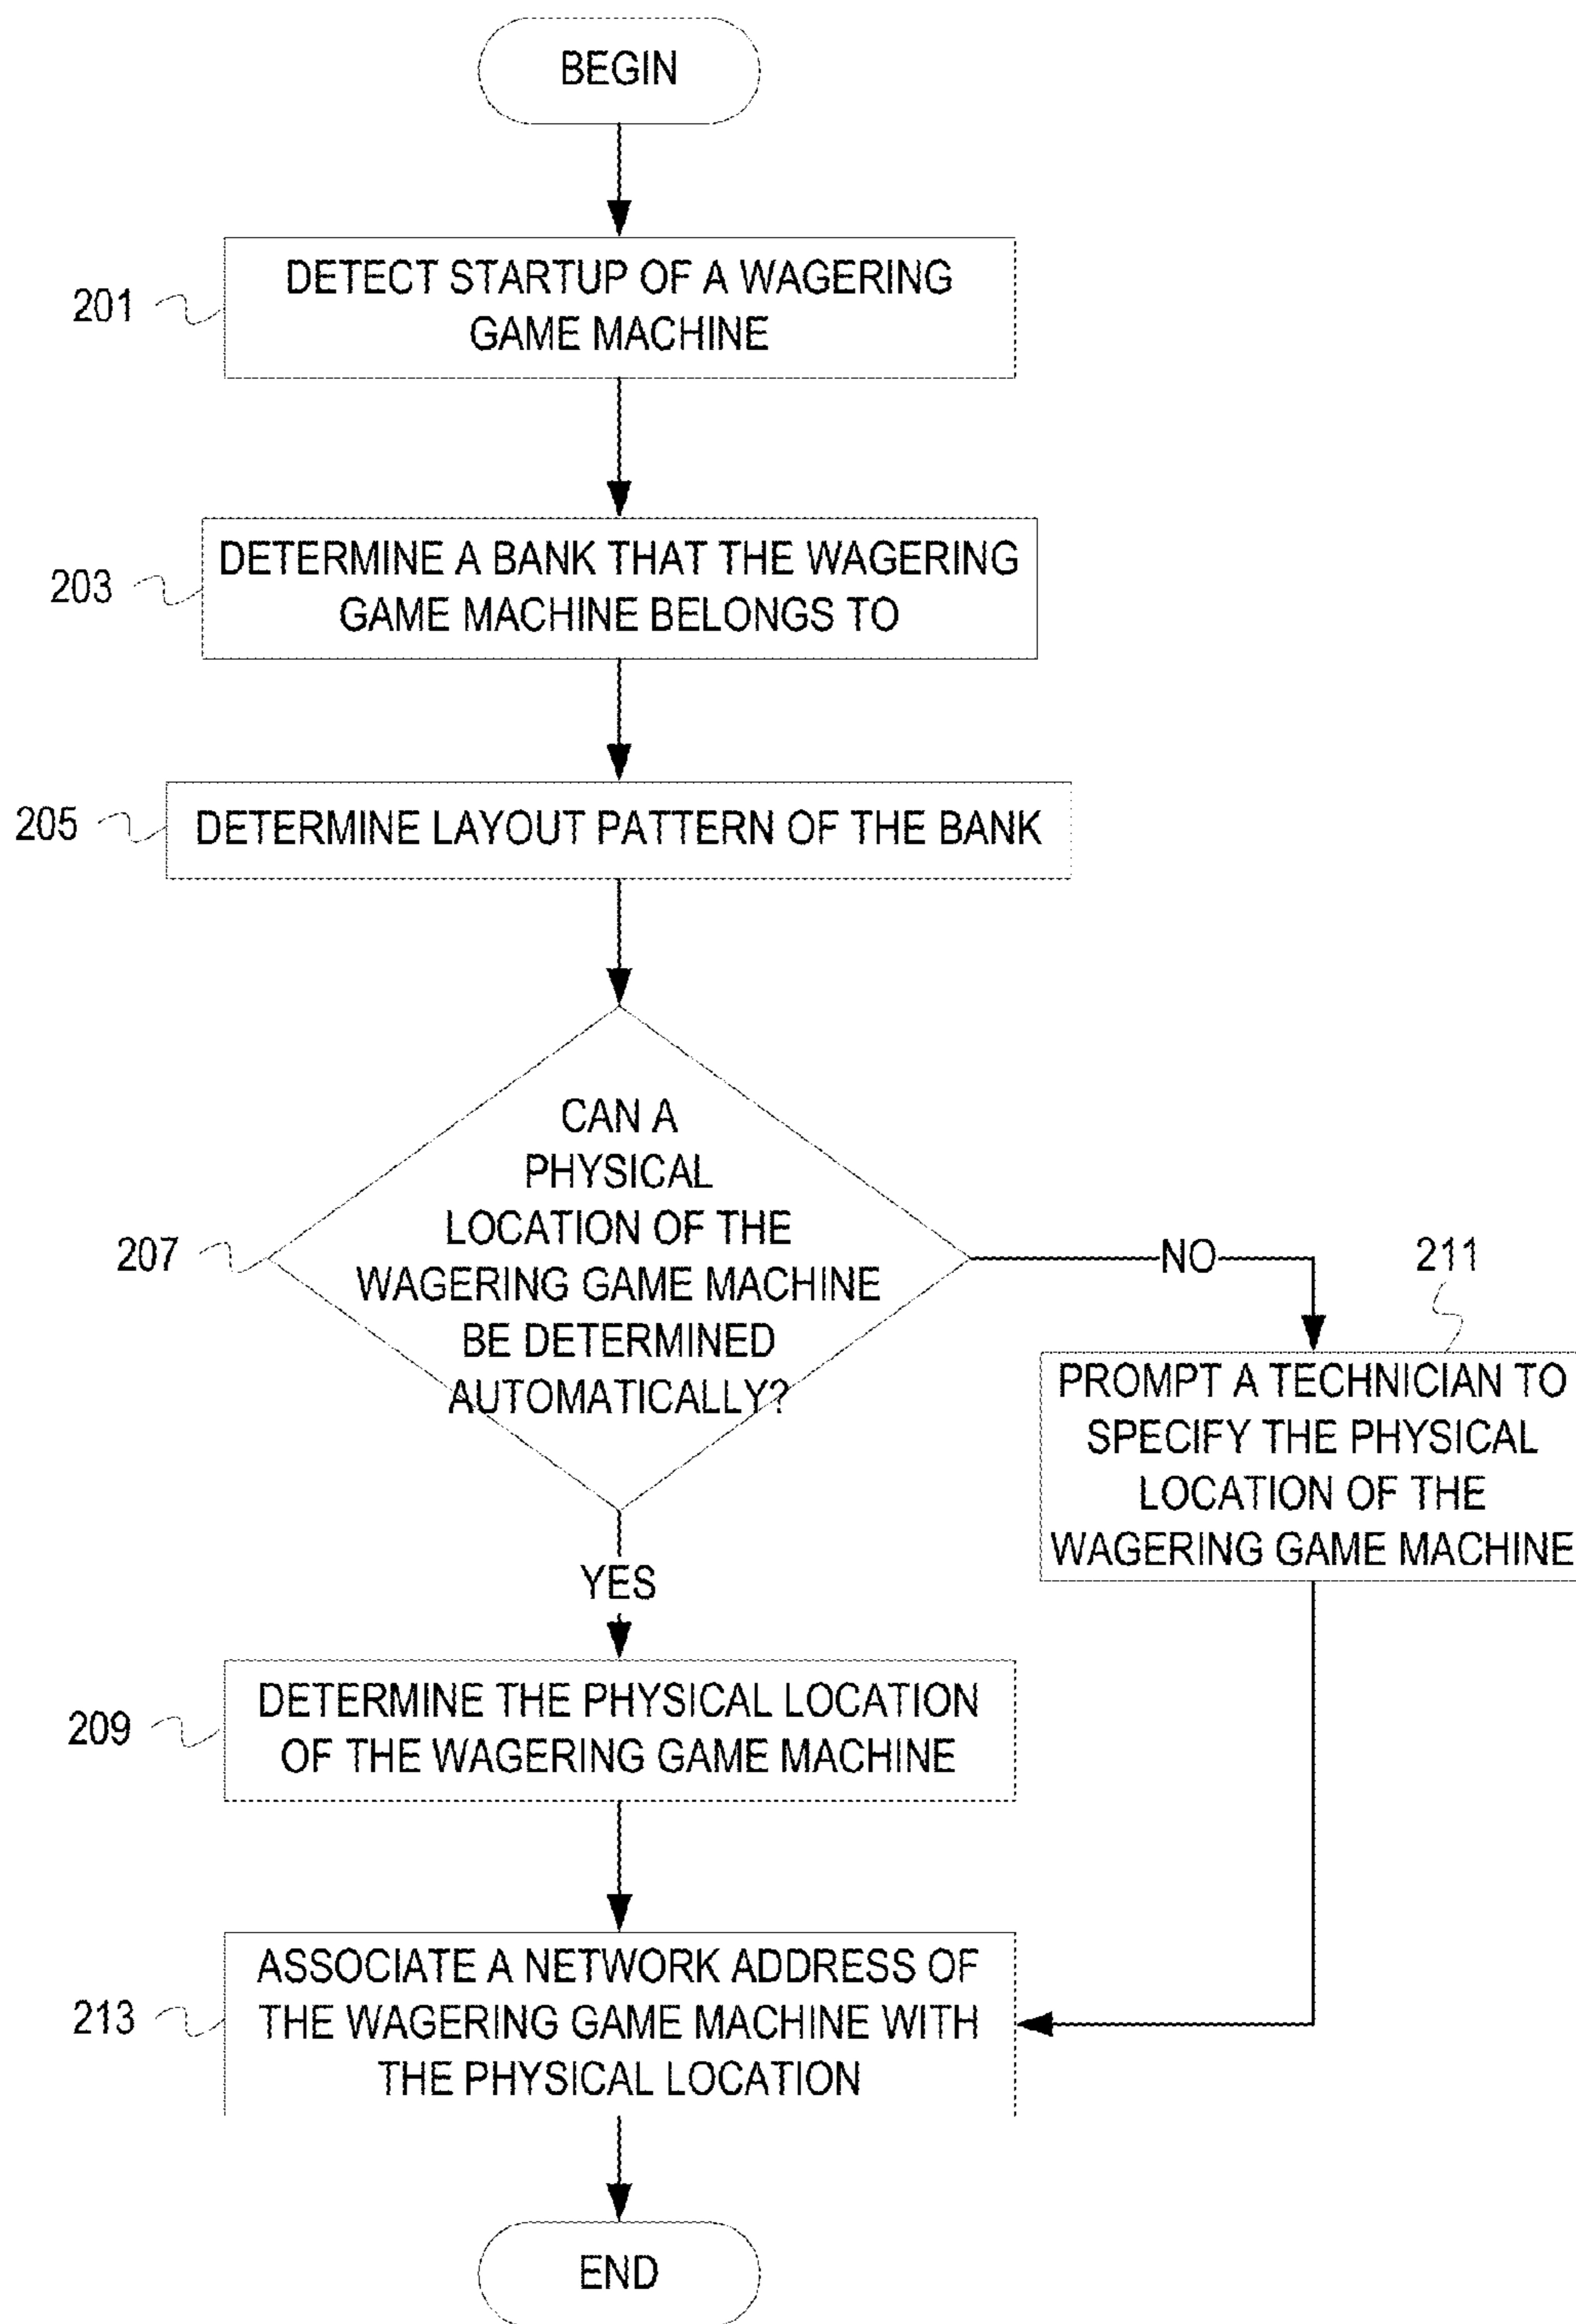 BEGIN
201
DETECT STARTUP OF A WAGERING
GAME MACHINE
203
DETERMINE A BANK THAT THE WAGERING
GAME MACHINE BELONGS TO
205
DETERMINE LAYOUT PATTERN OF THE BANK
207
CAN A
PHYSICAL
LOCATION OF THE
WAGERING GAME MACHINE
BE DETERMINED
AUTOMATICALLY?
NO
211
PROMPT A TECHNICIAN TO
SPECIFY THE PHYSICAL
LOCATION OF THE
WAGERING GAME MACHINE
YES
209
DETERMINE THE PHYSICAL LOCATION
OF THE WAGERING GAME MACHINE
213
ASSOCIATE A NETWORK ADDRESS OF
THE WAGERING GAME MACHINE WITH
THE PHYSICAL LOCATION
END